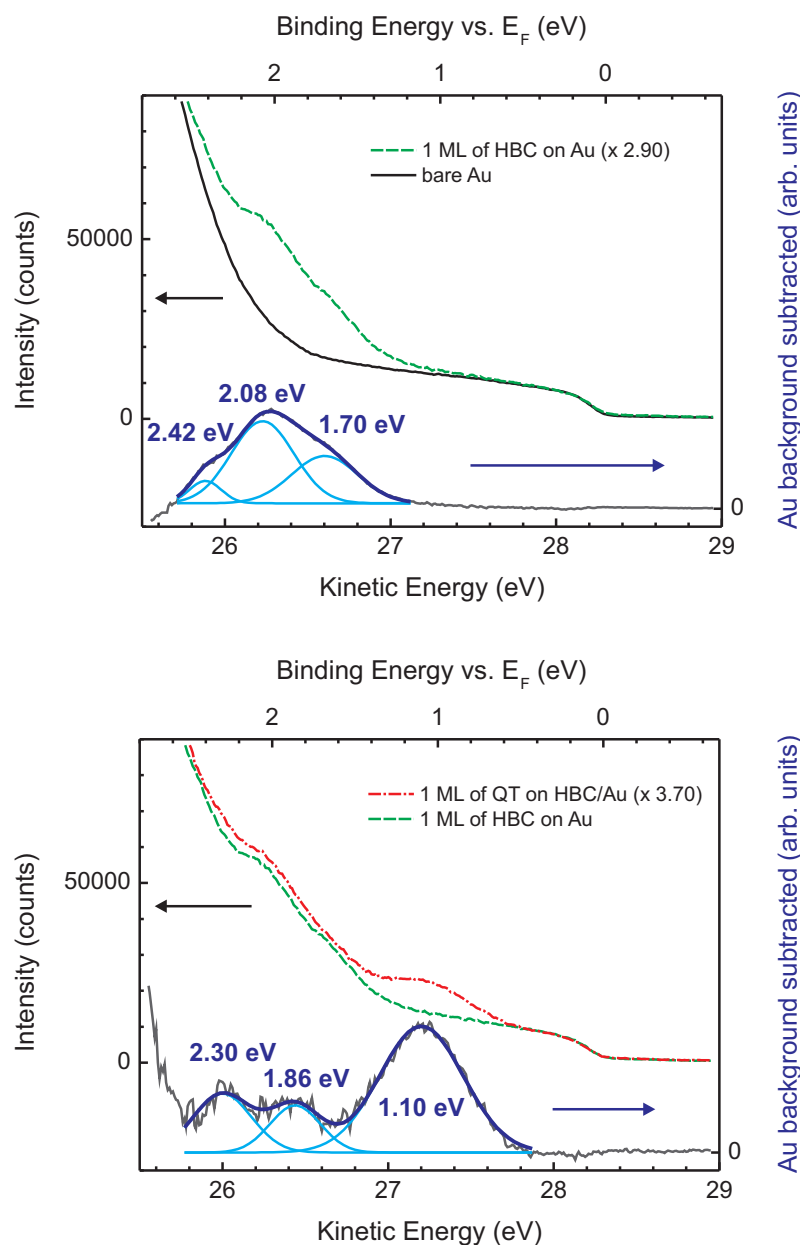 Binding Energy vs. E_F (eV)
2 1 0
1 ML of HBC on Au (x 2.90)
bare Au
50000
0
Intensity (counts)
Au background subtracted (arb. units)
2.08 eV
2.42 eV
1.70 eV
0
26 27 28 29
Kinetic Energy (eV)
Binding Energy vs. E_F (eV)
2 1 0
1 ML of QT on HBC/Au (x 3.70)
1 ML of HBC on Au
50000
0
Intensity (counts)
Au background subtracted (arb. units)
2.30 eV
1.86 eV
1.10 eV
0
26 27 28 29
Kinetic Energy (eV)